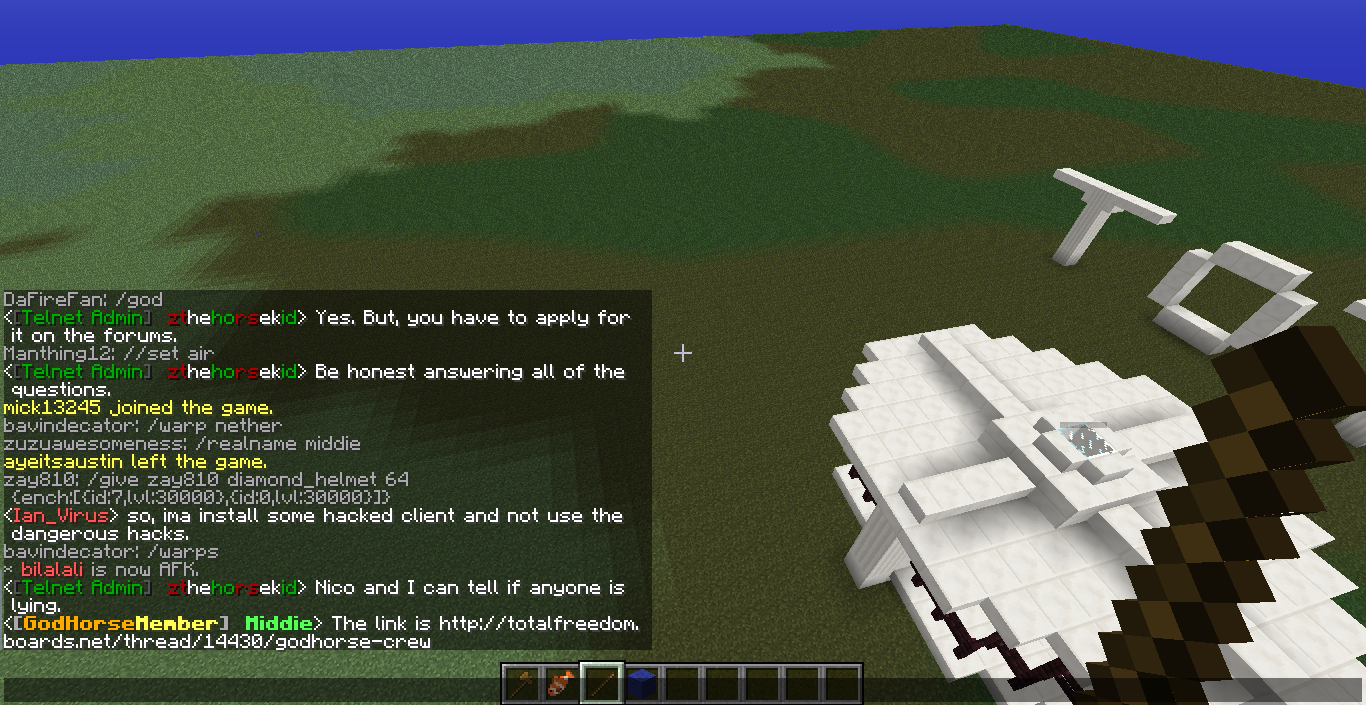 DaFireFan: /god
<[Telnet Admin] zthehorsekid> Yes. But, you have to apply for
it on the forums.
Manthing12: //set air
<[Telnet Admin] zthehorsekid> Be honest answering all of the
questions.
mick13245 joined the game.
bavindecator: /warp nether
zuzuawesomeness: /realname middie
ayeitsaustin left the game.
zay810: /give zay810 diamond_helmet 64
{ench:[{id:7,lvl:30000},{id:0,lvl:30000}]}
<Ian_Virus> so, ima install some hacked client and not use the
dangerous hacks.
bavindecator: /warps
* bilalali is now AFK.
<[Telnet Admin] zthehorsekid> Nico and I can tell if anyone is
lying.
<[GodHorseMember] Middie> The link is http://totalfreedom.
boards.net/thread/14430/godhorse-crew